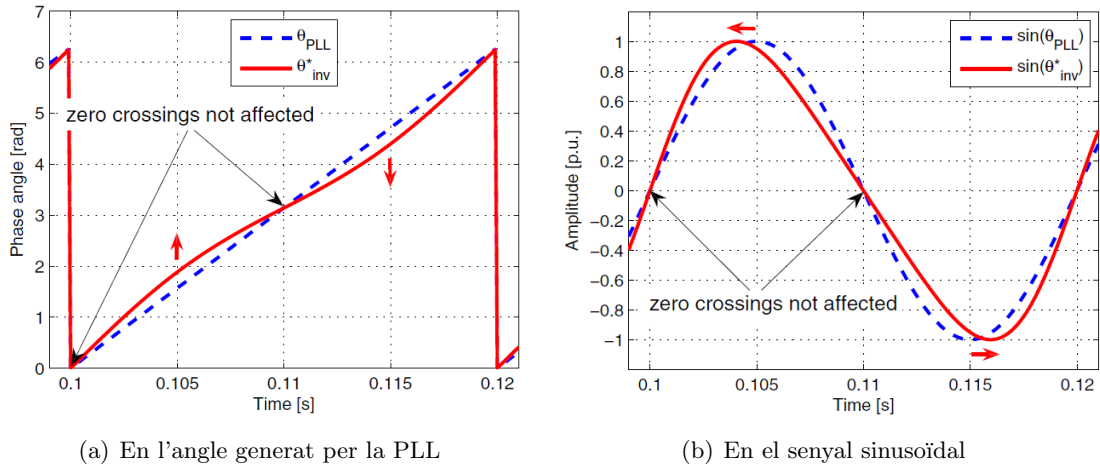 7
6
5
4
3
2
1
0
Phase angle [rad]
θPLL
θ*inv
zero crossings not affected
0.1 0.105 0.11 0.115 0.12
Time [s]
(a) En l'angle generat per la PLL
1
0.8
0.6
0.4
0.2
0
−0.2
−0.4
−0.6
−0.8
−1
Amplitude [p.u.]
sin(θPLL)
sin(θ*inv)
zero crossings not affected
0.1 0.105 0.11 0.115 0.12
Time [s]
(b) En el senyal sinusoïdal